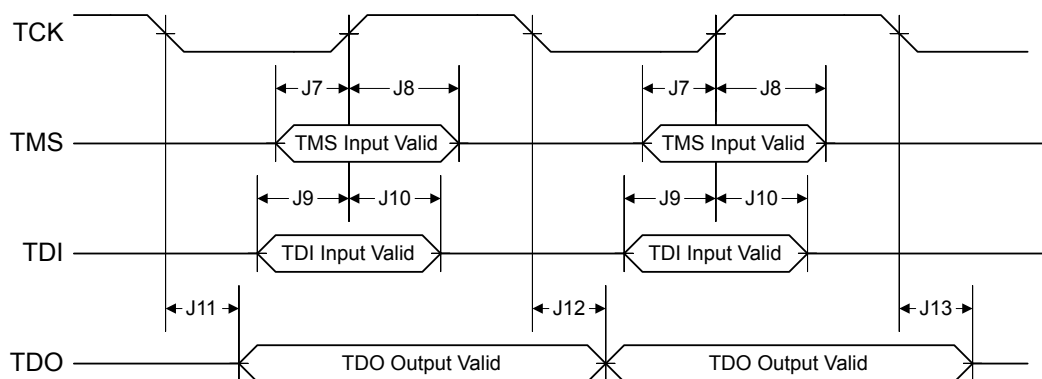 TCK
J7 J8 J7 J8
TMS TMS Input Valid TMS Input Valid
J9 J10 J9 J10
TDI TDI Input Valid TDI Input Valid
J11 J12 J13
TDO TDO Output Valid TDO Output Valid